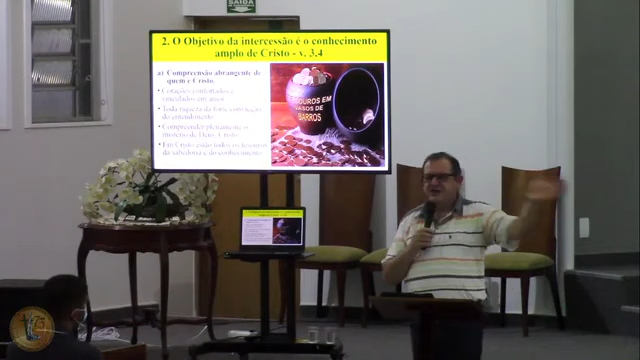 SAÍDA
2. O Objetivo da intercessão é o conhecimento
amplo de Cristo - v. 3.4
a) Compreensão abrangente de
quem é Cristo
• Corações confortados e
vinculados em amor
• Toda riqueza da forte convicção
do entendimento
• Compreender plenamente o
mistério de Deus, Cristo
• Em Cristo estão todos os tesouros
da sabedoria e do conhecimento
TESOUROS EM
VASOS DE
BARROS